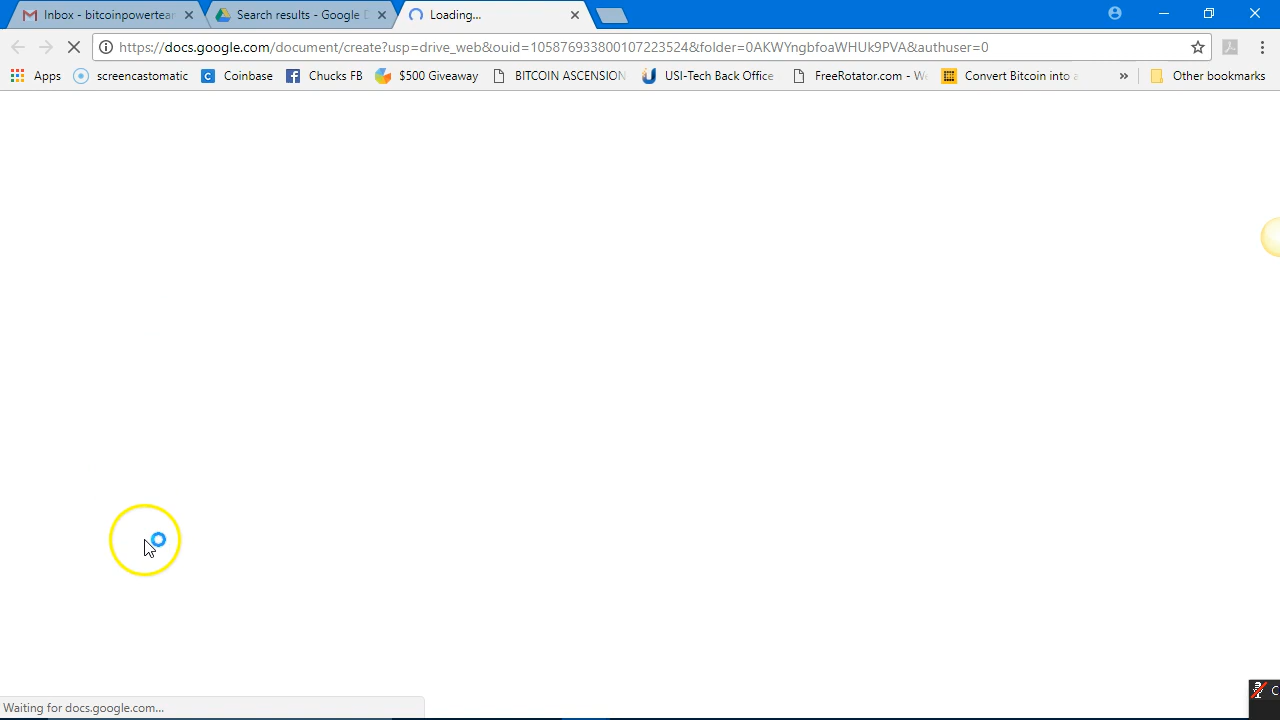 Inbox - bitcoinpowertear
Search results - Google D
Loading...
https://docs.google.com/document/create?usp=drive_web&ouid=105876933800107223524&folder=0AKWYngbfoaWHUk9PVA&authuser=0
Apps
screencastomatic
Coinbase
Chucks FB
$500 Giveaway
BITCOIN ASCENSION
USI-Tech Back Office
FreeRotator.com - We
Convert Bitcoin into a
»
Other bookmarks
Waiting for docs.google.com...
C